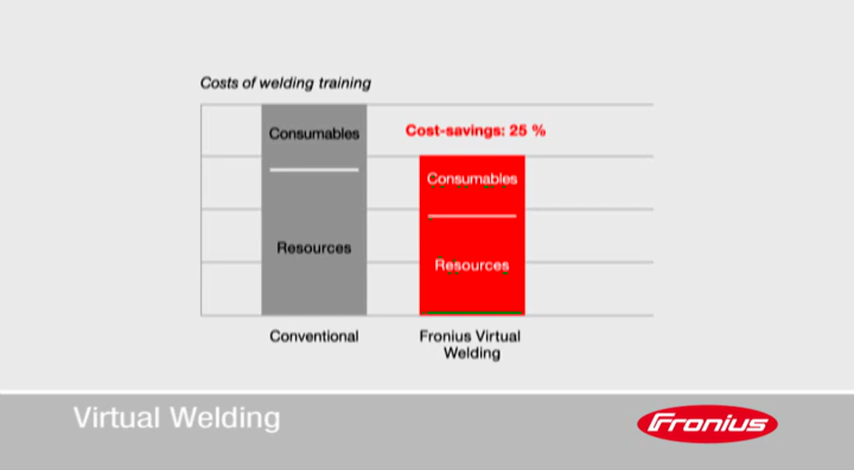 Costs of welding training
Consumables
Cost-savings: 25 %
Consumables
Resources
Resources
Conventional
Fronius Virtual
Welding
Virtual Welding
Fronius